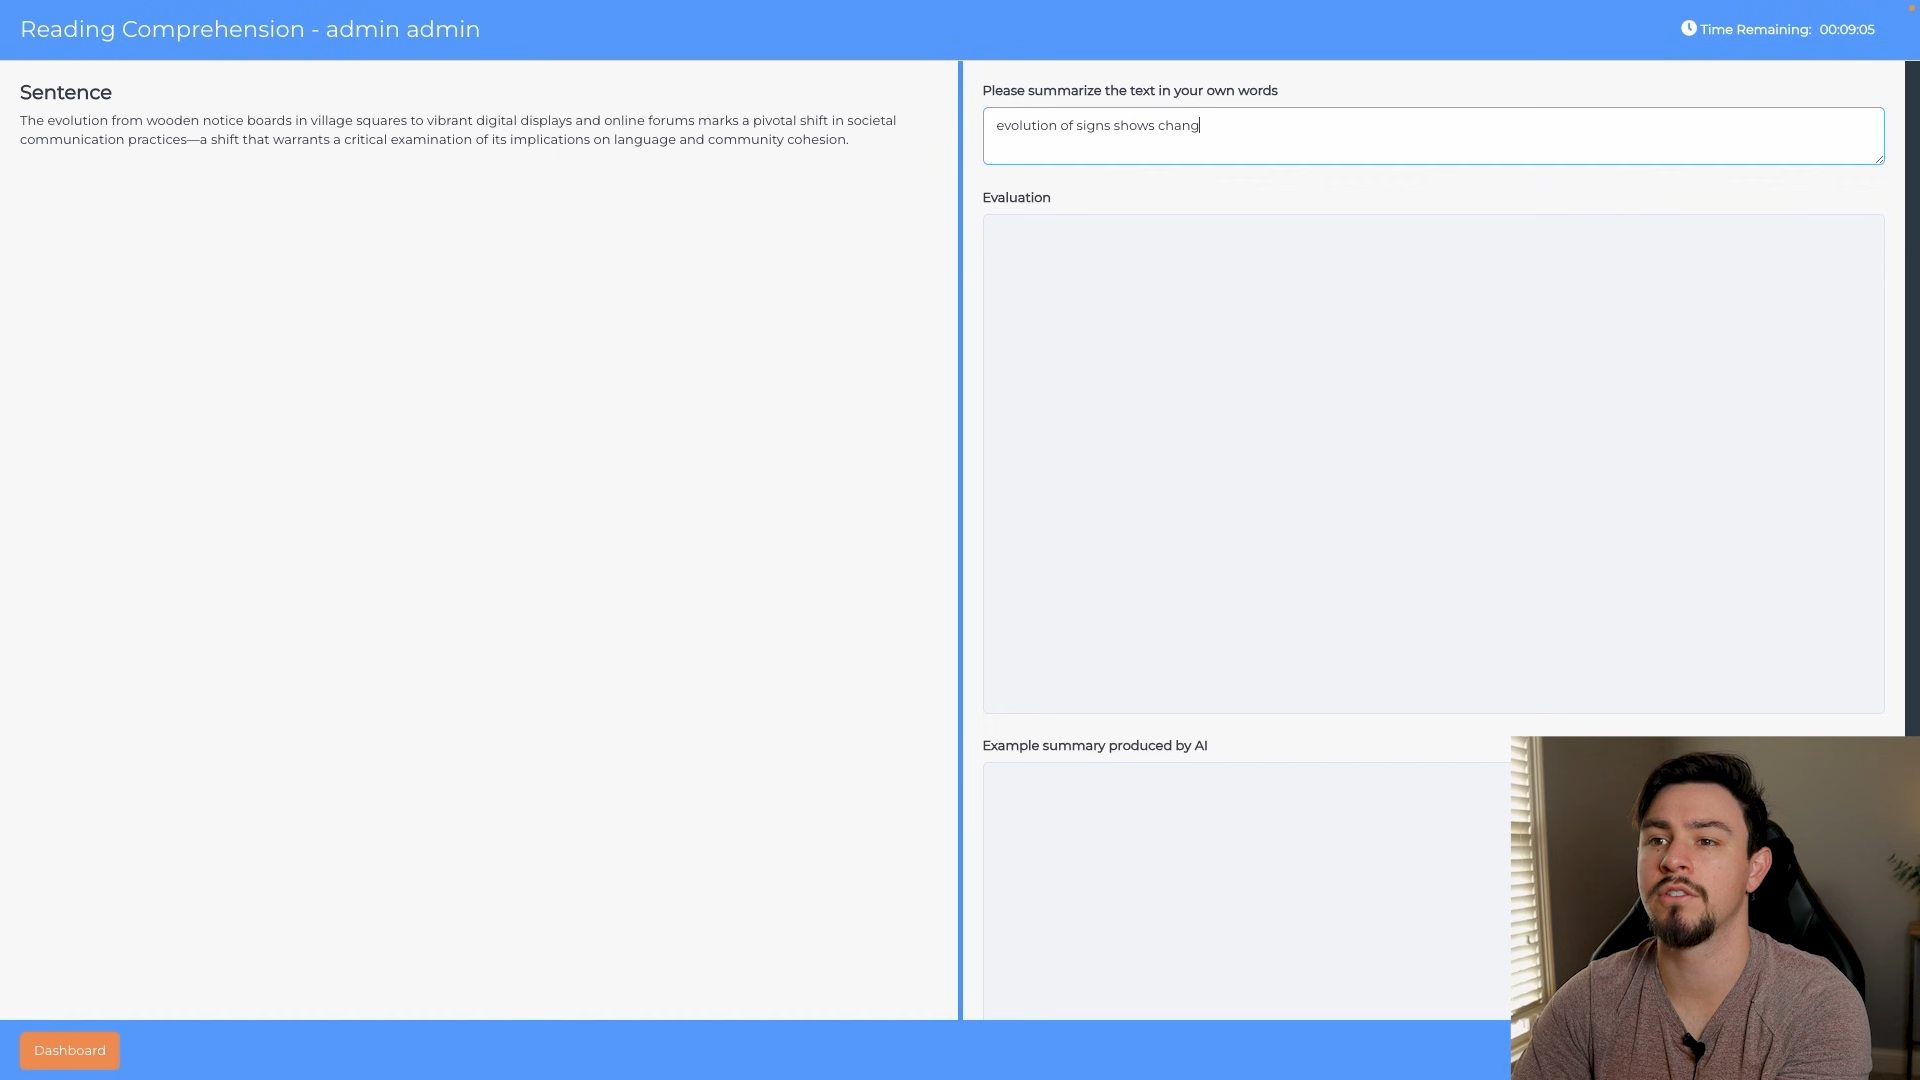 Reading Comprehension - admin admin
Time Remaining: 00:09:05
Sentence
The evolution from wooden notice boards in village squares to vibrant digital displays and online forums marks a pivotal shift in societal
communication practices—a shift that warrants a critical examination of its implications on language and community cohesion.
Please summarize the text in your own words
evolution of signs shows chang
Evaluation
Example summary produced by AI
Dashboard